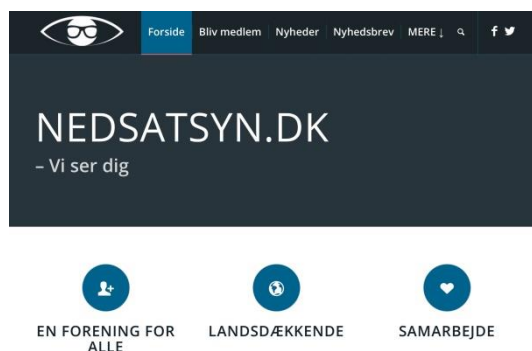 Forside Bliv medlem Nyheder Nyhedsbrev MERE ↓
NEDSATSYN.DK
– Vi ser dig
EN FORENING FOR ALLE
LANDSDÆKKENDE
SAMARBEJDE